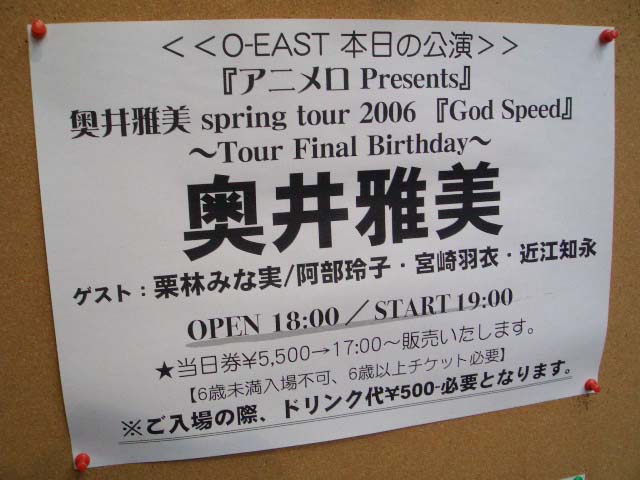 ＜＜O-EAST 本日の公演＞＞
『アニメロ Presents』
奥井雅美 spring tour 2006 『God Speed』
～Tour Final Birthday～
奥井雅美
ゲスト：栗林みな実/阿部玲子・宮崎羽衣・近江知永
OPEN 18:00／START 19:00
★当日券¥5,500→17:00～販売いたします。
【6歳未満入場不可、6歳以上チケット必要】
※ご入場の際、ドリンク代¥500-必要となります。